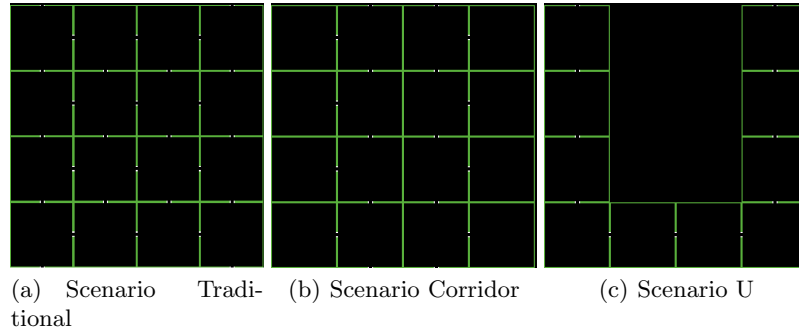 (a) Scenario Tradi-
tional
(b) Scenario Corridor
(c) Scenario U